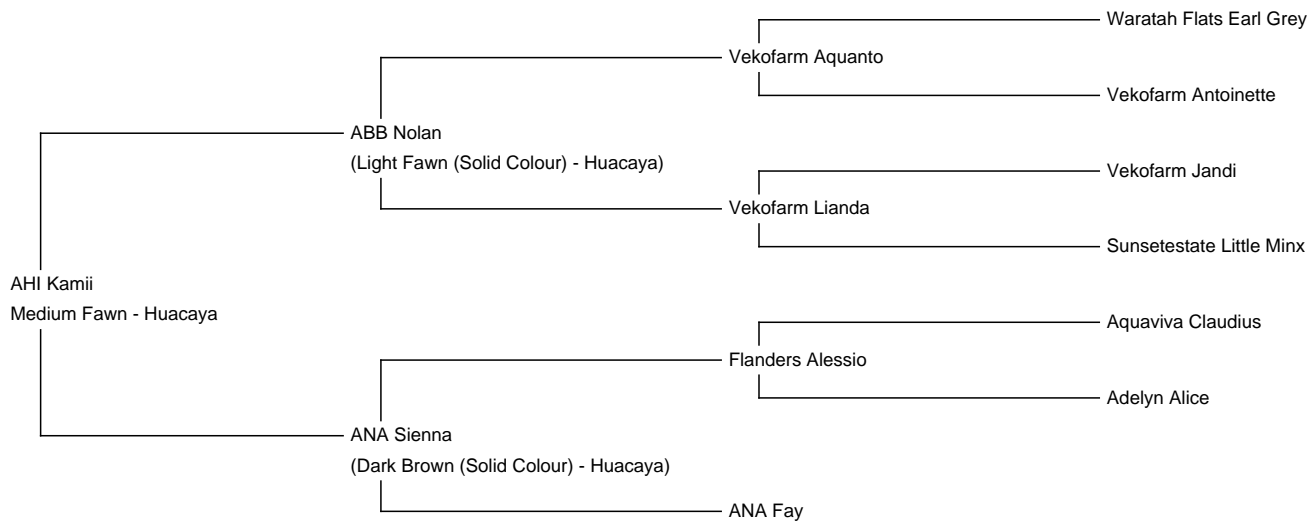 Waratah Flats Earl Grey
Vekofarm Aquanto
Vekofarm Antoinette
ABB Nolan
(Light Fawn (Solid Colour) - Huacaya)
Vekofarm Jandi
Vekofarm Lianda
Sunsetestate Little Minx
AHI Kamii
Medium Fawn - Huacaya
Aquaviva Claudius
Flanders Alessio
Adelyn Alice
ANA Sienna
(Dark Brown (Solid Colour) - Huacaya)
ANA Fay